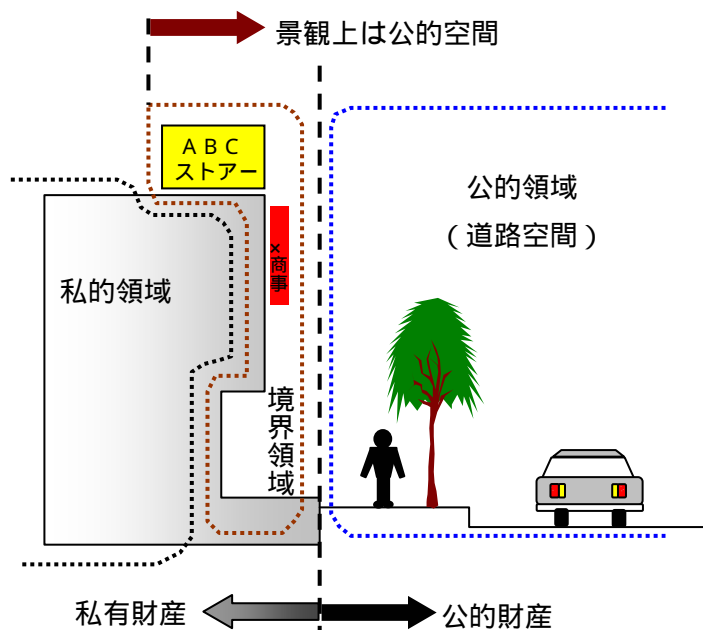 景観上は公的空間
ABC
ストアー
公的領域
(道路空間)
×商事
私的領域
境界領域
私有財産
公的財産